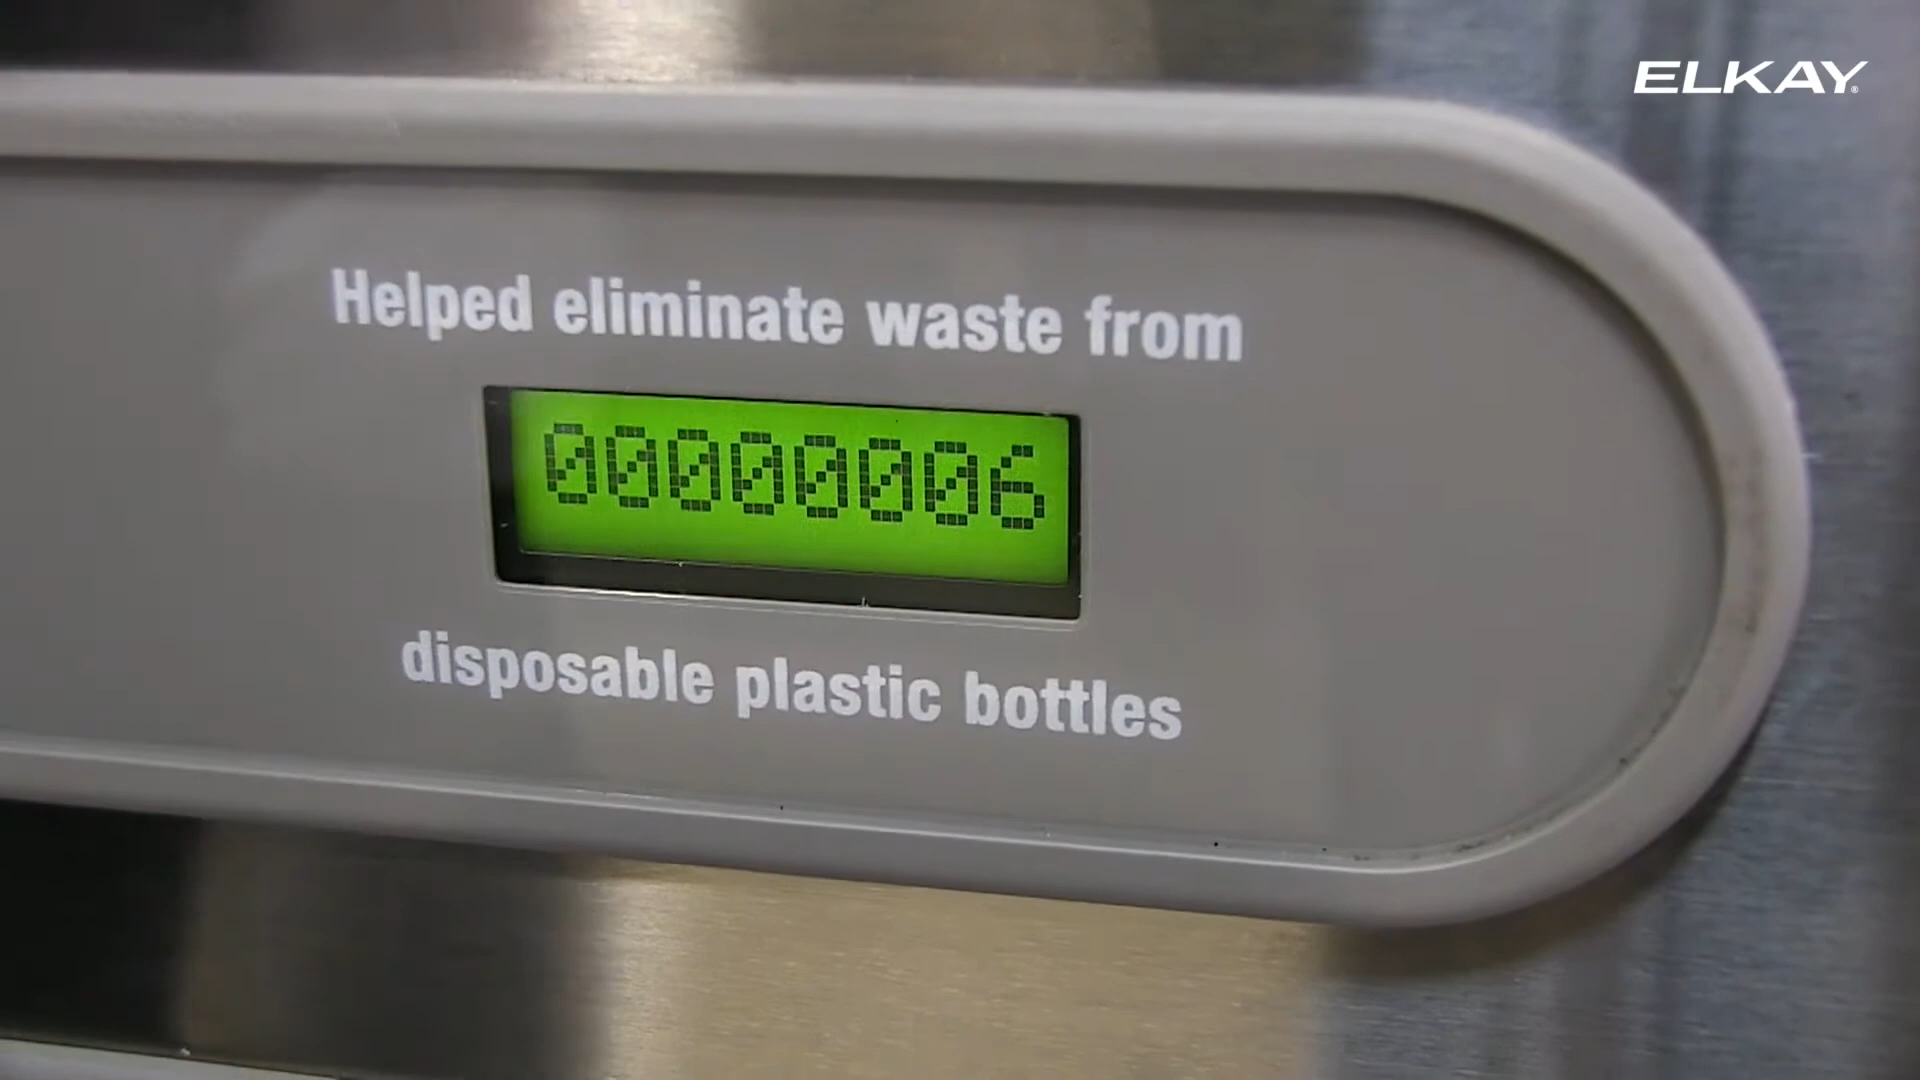 ELKAY
Helped eliminate waste from
00000006
disposable plastic bottles